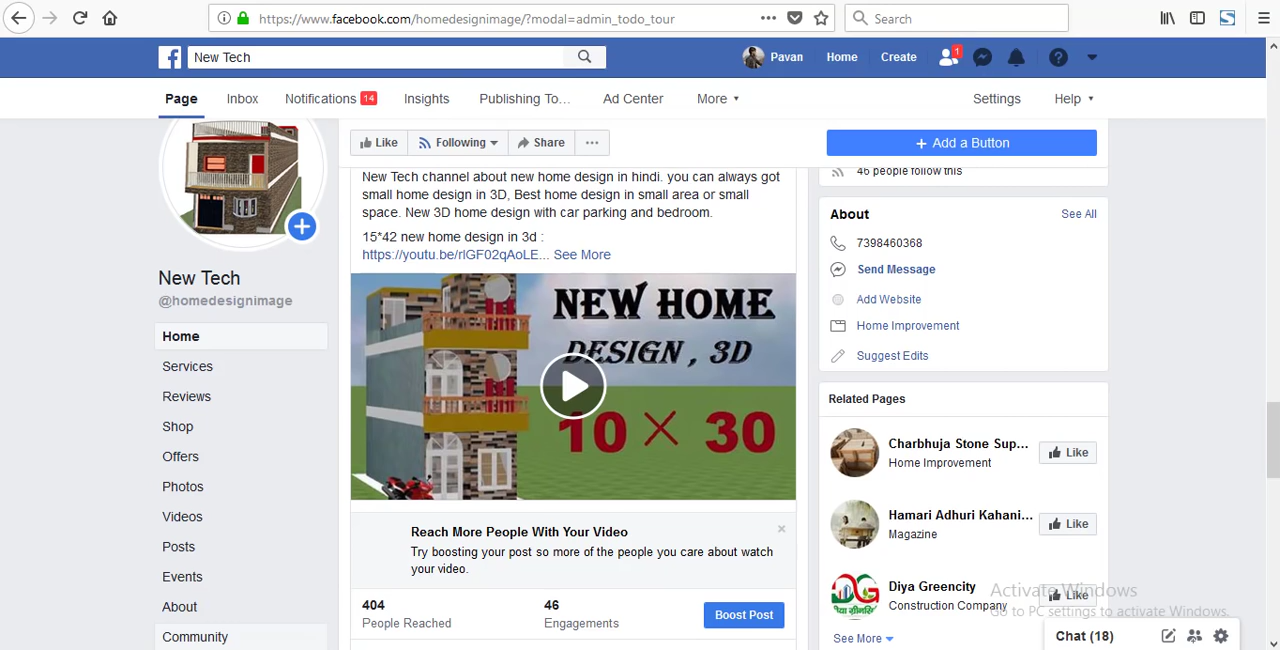 https://www.facebook.com/homedesignimage/?modal=admin_todo_tour
Search
New Tech
Pavan
Home
Create
1
Page
Inbox
Notifications 14
Insights
Publishing To...
Ad Center
More
Settings
Help
Like
Following
Share
+ Add a Button
New Tech
@homedesignimage
Home
Services
Reviews
Shop
Offers
Photos
Videos
Posts
Events
About
Community
New Tech channel about new home design in hindi. you can always got
small home design in 3D, Best home design in small area or small
space. New 3D home design with car parking and bedroom.
15*42 new home design in 3d :
https://youtu.be/rlGF02qAoLE... See More
NEW HOME
DESIGN , 3D
10 × 30
Reach More People With Your Video
Try boosting your post so more of the people you care about watch
your video.
404
People Reached
46
Engagements
Boost Post
46 people follow this
About
See All
7398460368
Send Message
Add Website
Home Improvement
Suggest Edits
Related Pages
Charbhuja Stone Sup...
Home Improvement
Like
Hamari Adhuri Kahani...
Magazine
Like
Diya Greencity
Construction Company
Like
See More
Activate Windows
Go to PC settings to activate Windows.
Chat (18)